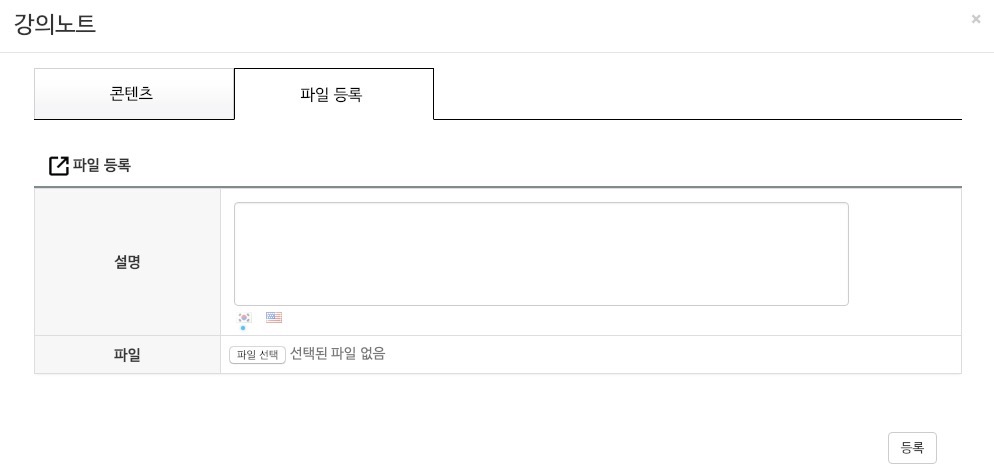 강의노트
×
콘텐츠
파일 등록
파일 등록
설명
파일
파일 선택 선택된 파일 없음
등록